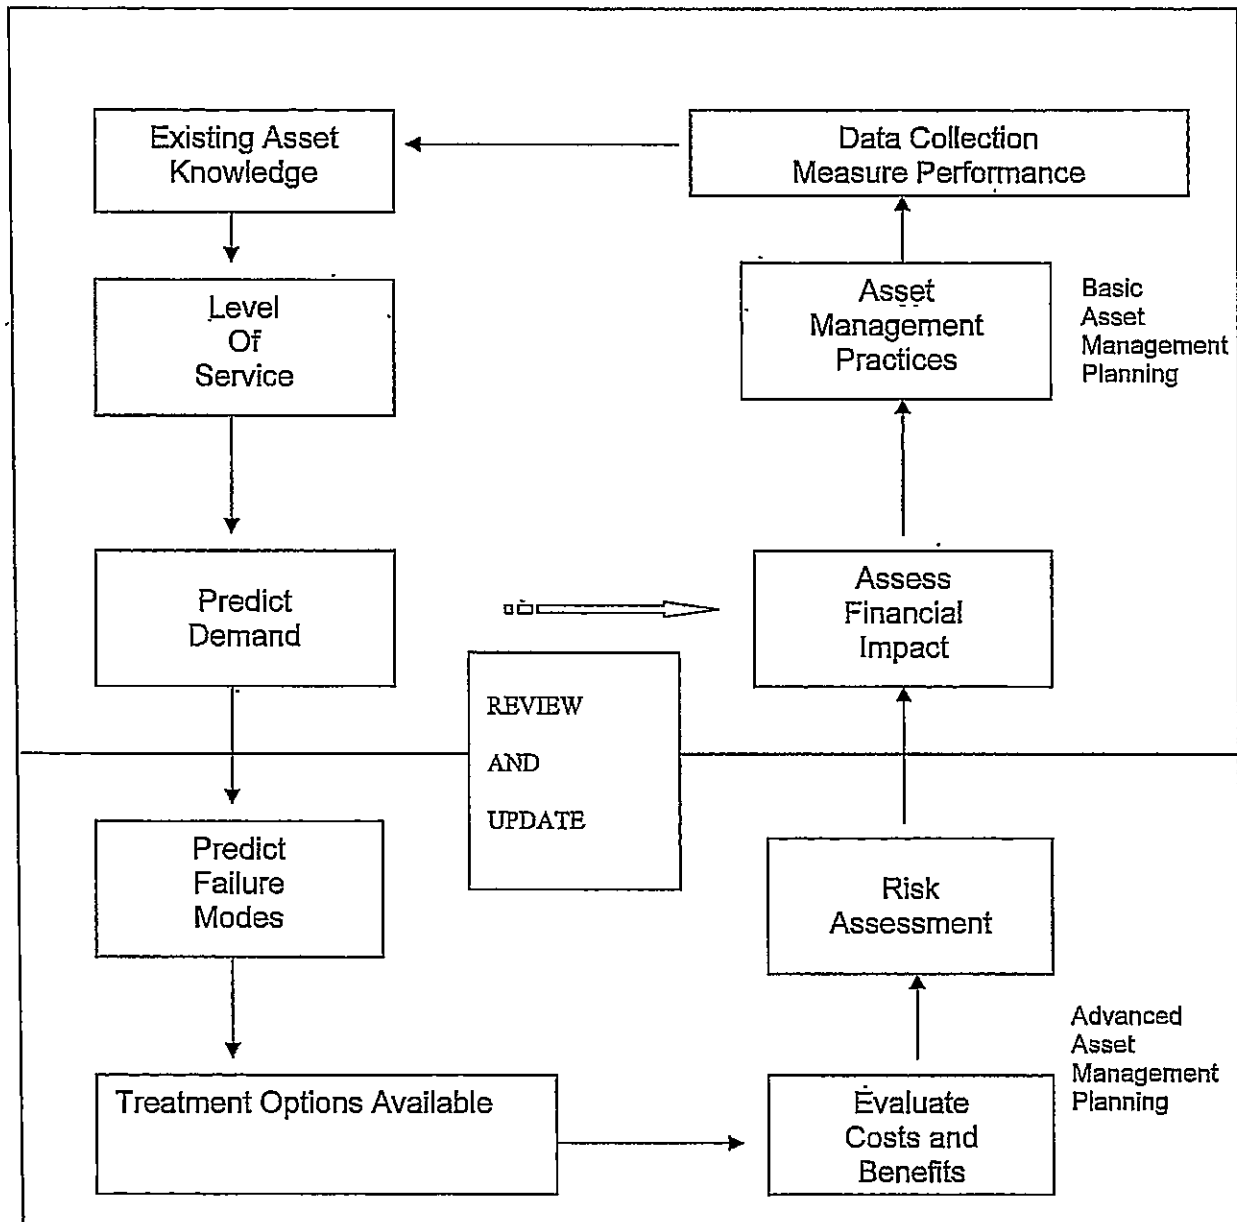 Existing Asset
Knowledge
Data Collection
Measure Performance
Level
Of
Service
Asset
Management
Practices
Basic
Asset
Management
Planning
Predict
Demand
Assess
Financial
Impact
REVIEW
AND
UPDATE
Predict
Failure
Modes
Risk
Assessment
Advanced
Asset
Management
Planning
Treatment Options Available
Evaluate
Costs and
Benefits